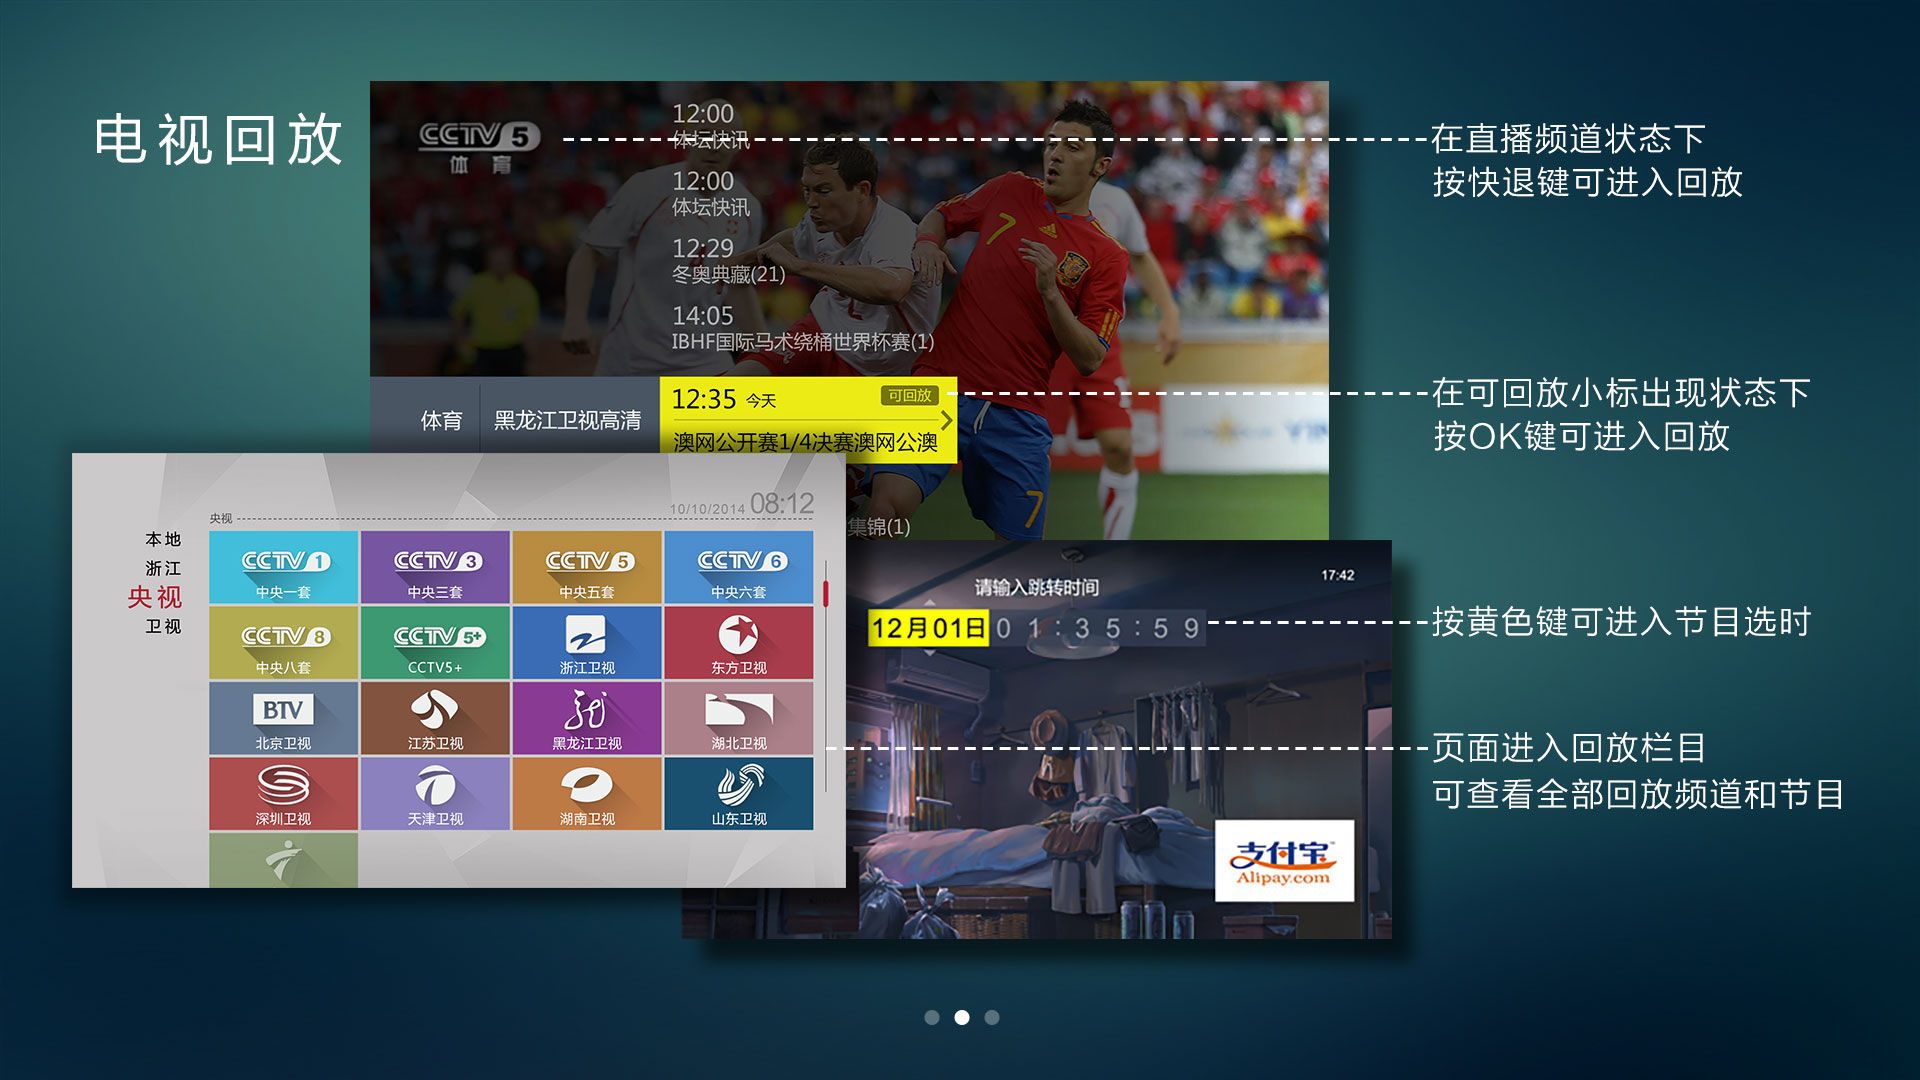 电视回放
CCTV 5
体育
12:00
体坛快讯
12:00
体坛快讯
12:29
冬奥典藏(21)
14:05
IBHF国际马术绕桶世界杯赛(1)
体育
黑龙江卫视高清
12:35 今天
可回放
澳网公开赛1/4决赛澳网公澳
集锦(1)
7
7
在直播频道状态下
按快退键可进入回放
在可回放小标出现状态下
按OK键可进入回放
10/10/2014 08:12
央视
本地
浙江
央视
卫视
CCTV 1
中央一套
CCTV 3
中央三套
CCTV 5
中央五套
CCTV 6
中央六套
CCTV 8
中央八套
CCTV 5+
CCTV5+
浙江卫视
东方卫视
BTV
北京卫视
江苏卫视
黑龙江卫视
湖北卫视
深圳卫视
天津卫视
湖南卫视
山东卫视
17:42
请输入跳转时间
12月01日 01:35:59
支付宝
Alipay.com
按黄色键可进入节目选时
页面进入回放栏目
可查看全部回放频道和节目